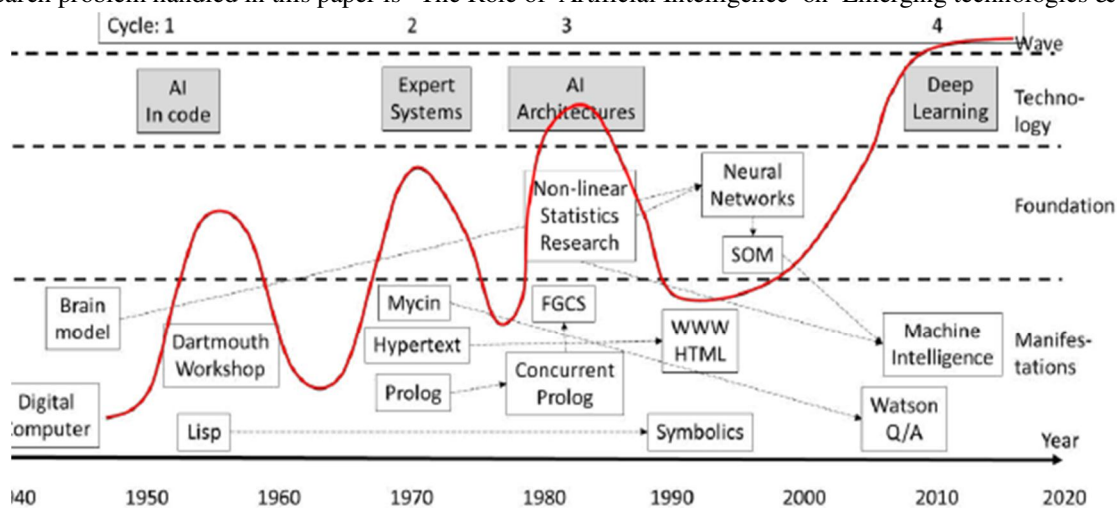 Cycle: 1 2 3 4
Wave
AI
In code
Expert
Systems
AI
Architectures
Deep
Learning
Techno-
logy
Non-linear
Statistics
Research
Neural
Networks
SOM
Foundation
Brain
model
Dartmouth
Workshop
Mycin
Hypertext
Prolog
FGCS
Concurrent
Prolog
WWW
HTML
Machine
Intelligence
Manifes-
tations
Digital
Computer
Lisp
Symbolics
Watson
Q/A
Year
1950 1960 1970 1980 1990 2000 2010 2020